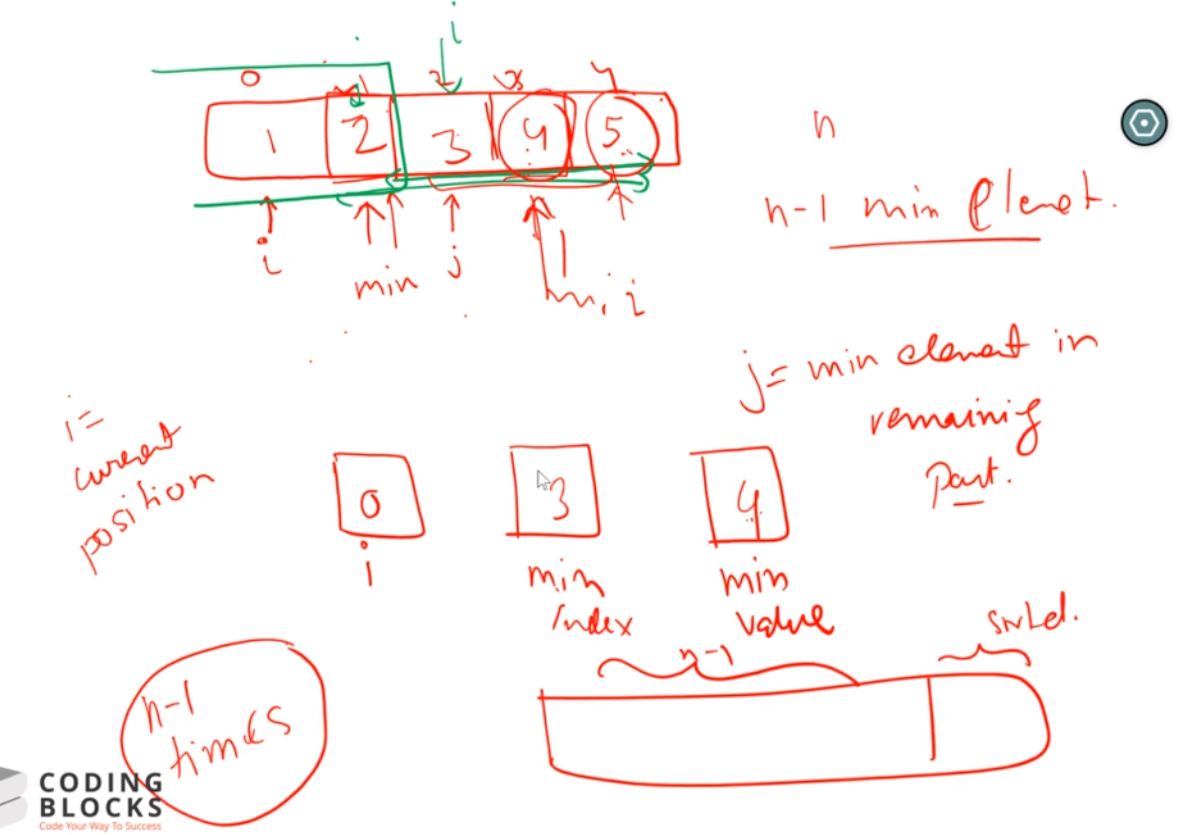 i
0 1 2 3 4
1 2 3 4 5
n
n-1 min Element.
i min j
min i
j= min element in
remaining
part.
i=
current
position
0 3 4
i min min
index value
sorted.
n-1
n-1
times
CODING
BLOCKS
Code Your Way To Success